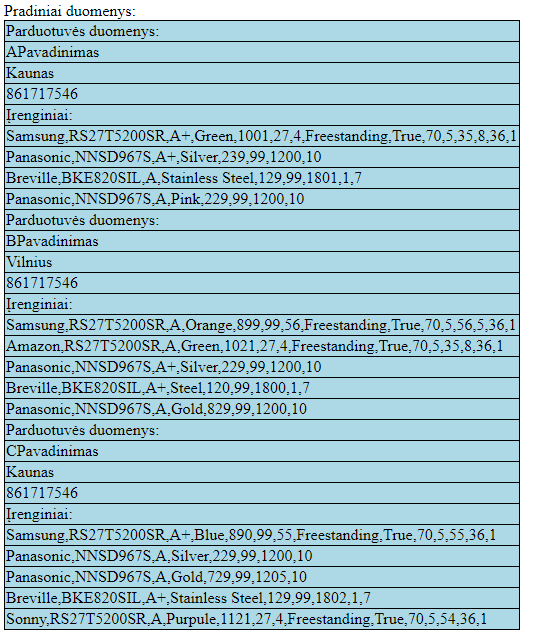 Pradiniai duomenys:
Parduotuvės duomenys:
APavadinimas
Kaunas
861717546
Įrenginiai:
Samsung,RS27T5200SR,A+,Green,1001,27,4,Freestanding,True,70,5,35,8,36,1
Panasonic,NNSD967S,A+,Silver,239,99,1200,10
Breville,BKE820SIL,A,Stainless Steel,129,99,1801,1,7
Panasonic,NNSD967S,A,Pink,229,99,1200,10
Parduotuvės duomenys:
BPavadinimas
Vilnius
861717546
Įrenginiai:
Samsung,RS27T5200SR,A,Orange,899,99,56,Freestanding,True,70,5,56,5,36,1
Amazon,RS27T5200SR,A,Green,1021,27,4,Freestanding,True,70,5,35,8,36,1
Panasonic,NNSD967S,A+,Silver,229,99,1200,10
Breville,BKE820SIL,A+,Steel,120,99,1800,1,7
Panasonic,NNSD967S,A,Gold,829,99,1200,10
Parduotuvės duomenys:
CPavadinimas
Kaunas
861717546
Įrenginiai:
Samsung,RS27T5200SR,A+,Blue,890,99,55,Freestanding,True,70,5,55,36,1
Panasonic,NNSD967S,A,Silver,229,99,1200,10
Panasonic,NNSD967S,A,Gold,729,99,1205,10
Breville,BKE820SIL,A+,Stainless Steel,129,99,1802,1,7
Sonny,RS27T5200SR,A,Purpule,1121,27,4,Freestanding,True,70,5,54,36,1